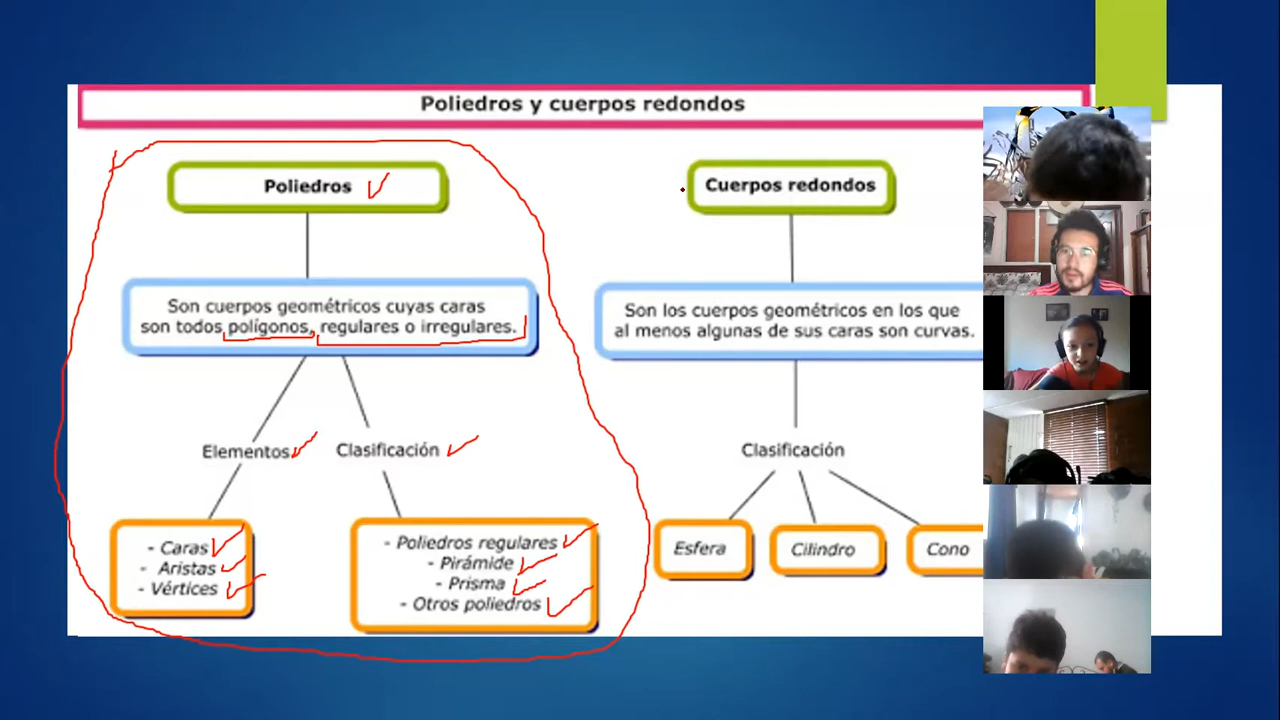 Poliedros y cuerpos redondos
Poliedros
Son cuerpos geométricos cuyas caras
son todos polígonos, regulares o irregulares.
Elementos
Clasificación
- Caras
- Aristas
- Vértices
- Poliedros regulares
- Pirámide
- Prisma
- Otros poliedros
Cuerpos redondos
Son los cuerpos geométricos en los que
al menos algunas de sus caras son curvas.
Clasificación
Esfera
Cilindro
Cono